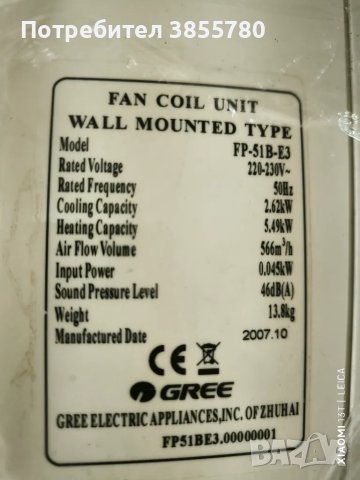 Потребител 3855780
FAN COIL UNIT
WALL MOUNTED TYPE
Model FP-51B-E3
Rated Voltage 220-230V~
Rated Frequency 50Hz
Cooling Capacity 2.62kW
Heating Capacity 5.49kW
Air Flow Volume 566m³/h
Input Power 0.045kW
Sound Pressure Level 46dB(A)
Weight 13.8kg
Manufactured Date 2007.10
CE
GREE
GREE ELECTRIC APPLIANCES,INC. OF ZHUHAI
FP51BE3.00000001
XIAOMI 13T | LEICA
BAZAR